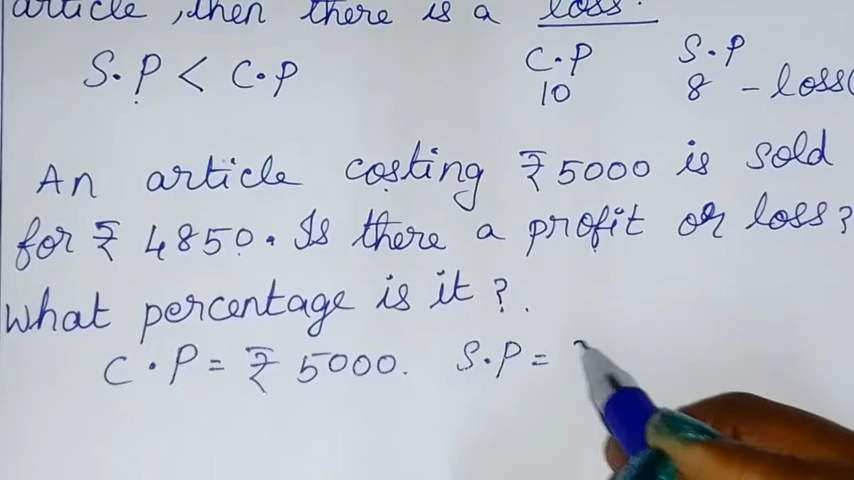 article, then there is a loss.
S.P < C.P
C.P S.P
10 8 - loss(
An article costing ₹5000 is sold
for ₹ 4850. Is there a profit or loss?
What percentage is it?.
C.P = ₹ 5000. S.P =